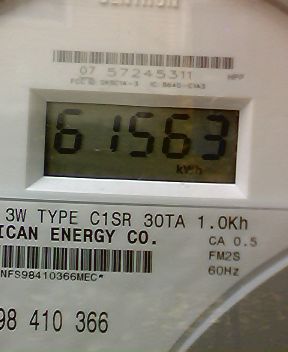 07 57245311 HPP
61563
kWh
3W TYPE C1SR 30TA 1.0Kh
ICAN ENERGY CO.
CA 0.5
FM2S
60Hz
NFS98410366MEC*
98 410 366